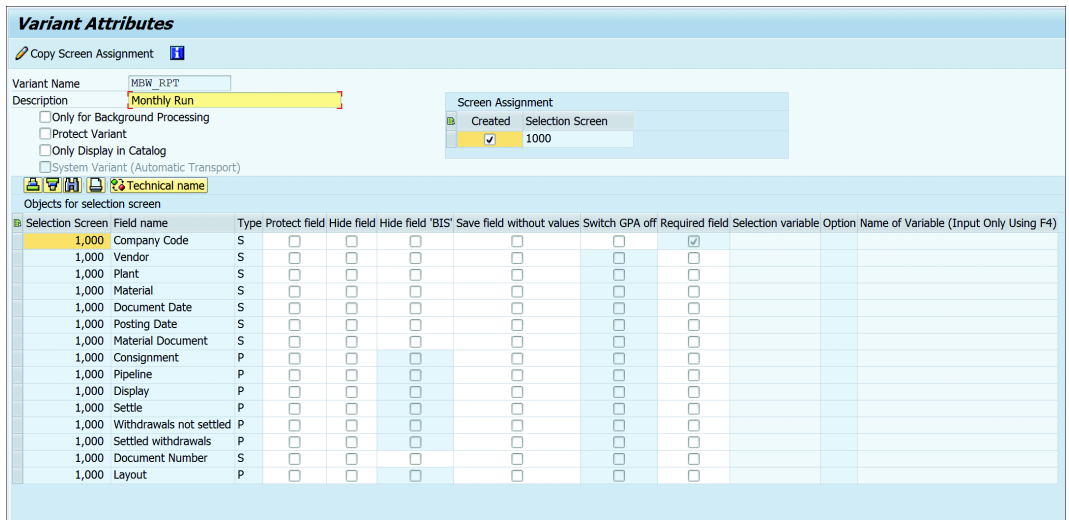 Variant Attributes
Copy Screen Assignment
Variant Name MBW_RPT
Description Monthly Run
Only for Background Processing
Protect Variant
Only Display in Catalog
System Variant (Automatic Transport)
Screen Assignment
Created Selection Screen
1000
Technical name
Objects for selection screen
Selection Screen Field name Type Protect field Hide field Hide field 'BIS' Save field without values Switch GPA off Required field Selection variable Option Name of Variable (Input Only Using F4)
1,000 Company Code S
1,000 Vendor S
1,000 Plant S
1,000 Material S
1,000 Document Date S
1,000 Posting Date S
1,000 Material Document S
1,000 Consignment P
1,000 Pipeline P
1,000 Display P
1,000 Settle P
1,000 Withdrawals not settled P
1,000 Settled withdrawals P
1,000 Document Number S
1,000 Layout P